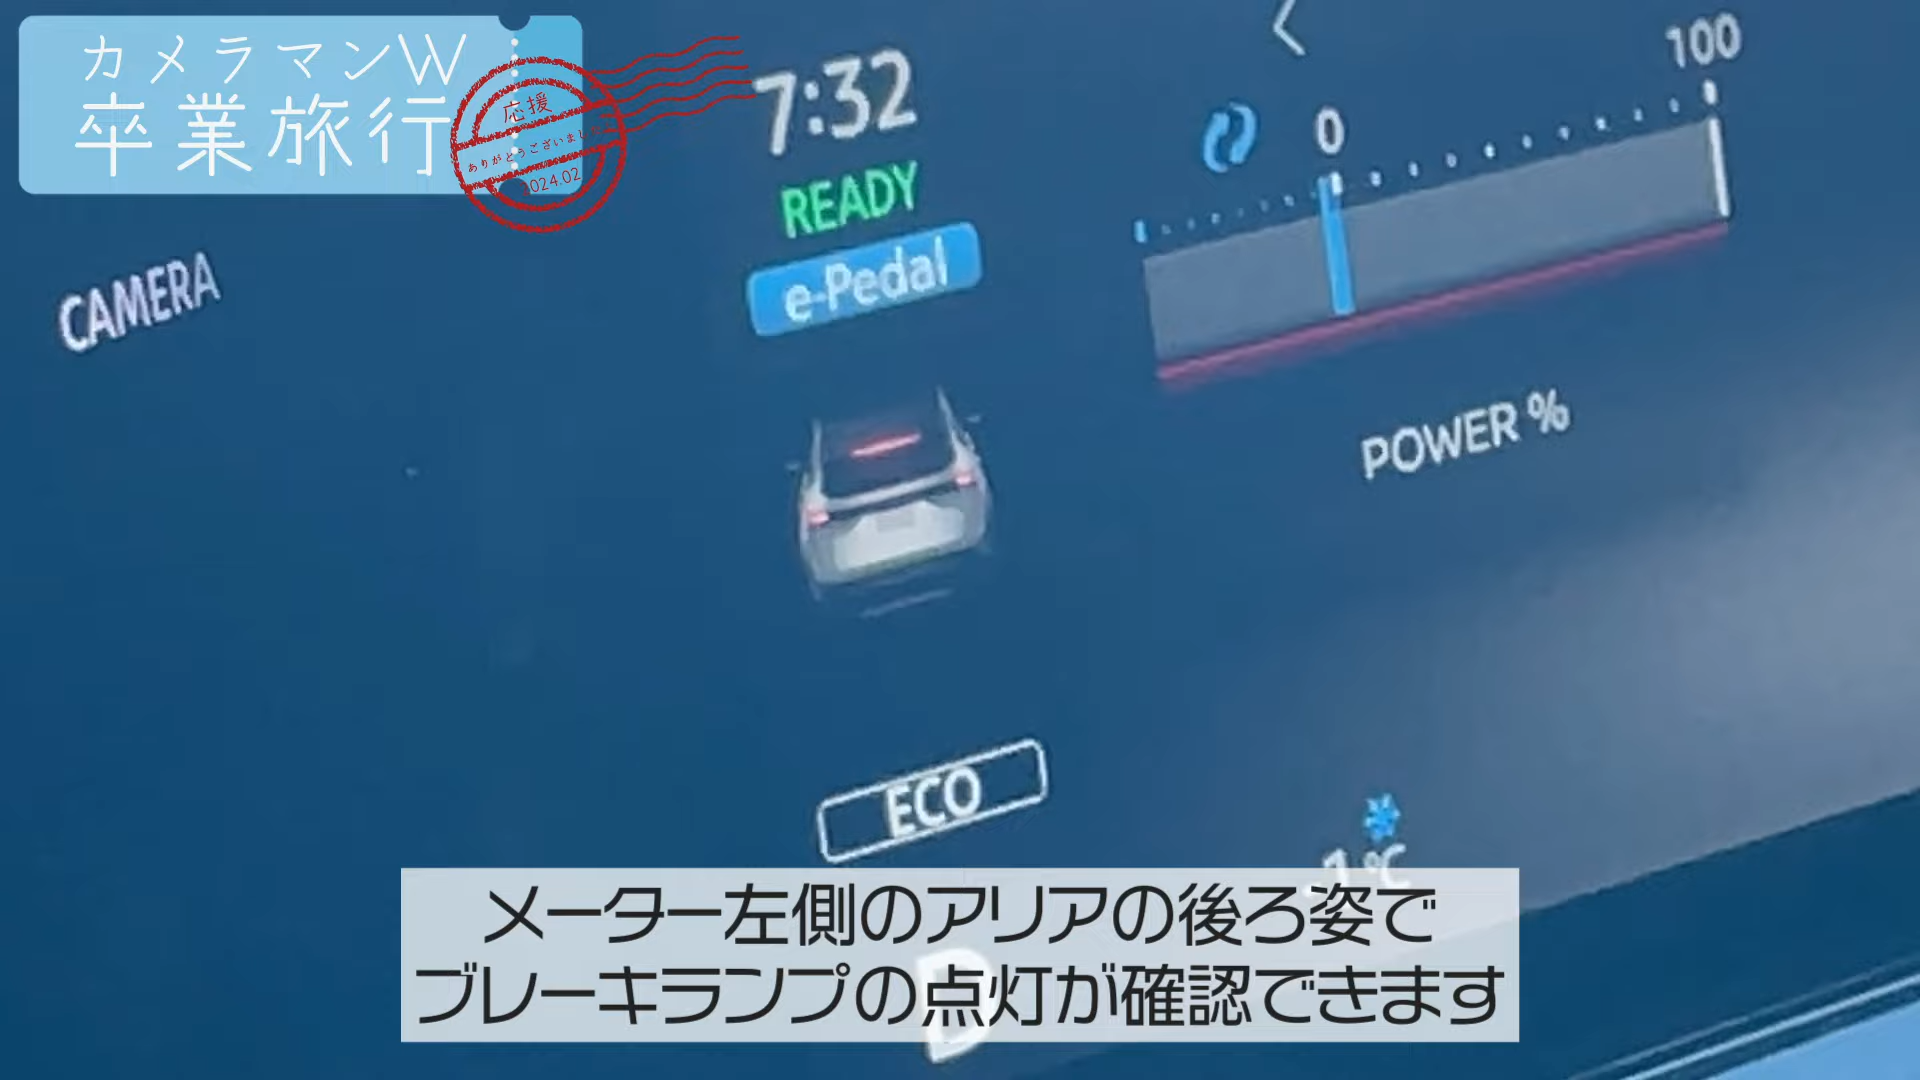 カメラマンW
卒業旅行
応援
ありがとうございました
2024.02
CAMERA
7:32
READY
e-Pedal
0
100
POWER %
ECO
-1℃
メーター左側のアリアの後ろ姿で
ブレーキランプの点灯が確認できます
D